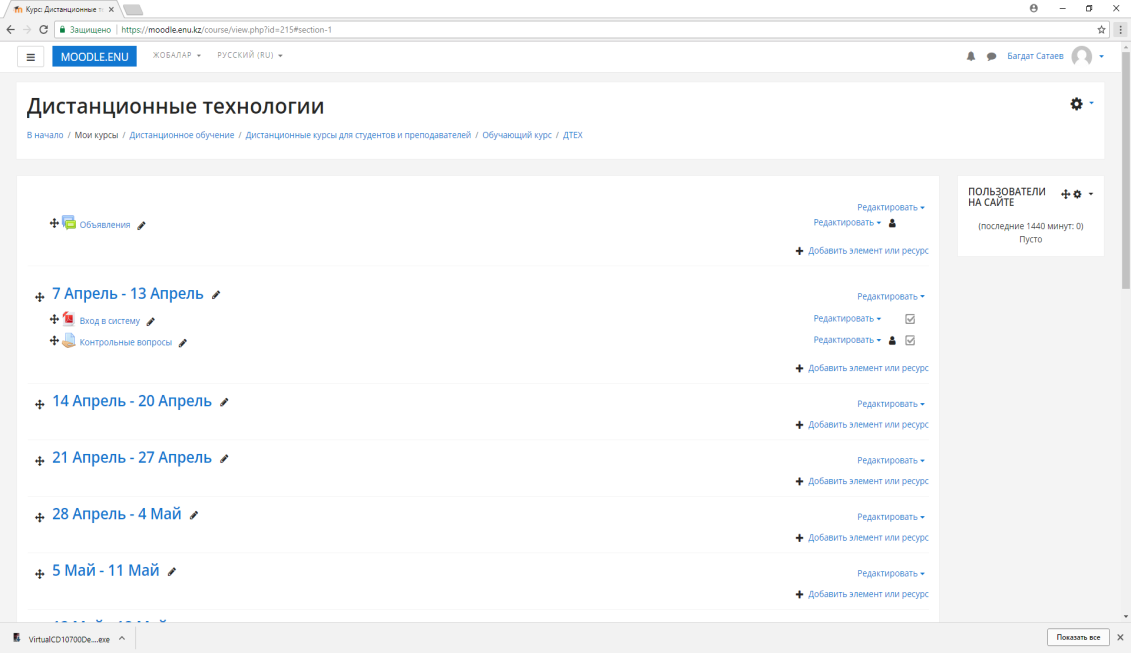 Курс: Дистанционные те
Защищено https://moodle.enu.kz/course/view.php?id=215#section-1
MOODLE.ENU ЖОБАЛАР РУССКИЙ (RU) Багдат Сатаев
Дистанционные технологии
В начало / Мои курсы / Дистанционное обучение / Дистанционные курсы для студентов и преподавателей / Обучающий курс / ДТЕХ
Редактировать
Объявления Редактировать
Добавить элемент или ресурс
7 Апрель - 13 Апрель Редактировать
Вход в систему Редактировать
Контрольные вопросы Редактировать
Добавить элемент или ресурс
14 Апрель - 20 Апрель Редактировать
Добавить элемент или ресурс
21 Апрель - 27 Апрель Редактировать
Добавить элемент или ресурс
28 Апрель - 4 Май Редактировать
Добавить элемент или ресурс
5 Май - 11 Май Редактировать
Добавить элемент или ресурс
ПОЛЬЗОВАТЕЛИ
НА САЙТЕ
(последние 1440 минут: 0)
Пусто
VirtualCD10700De....exe Показать все